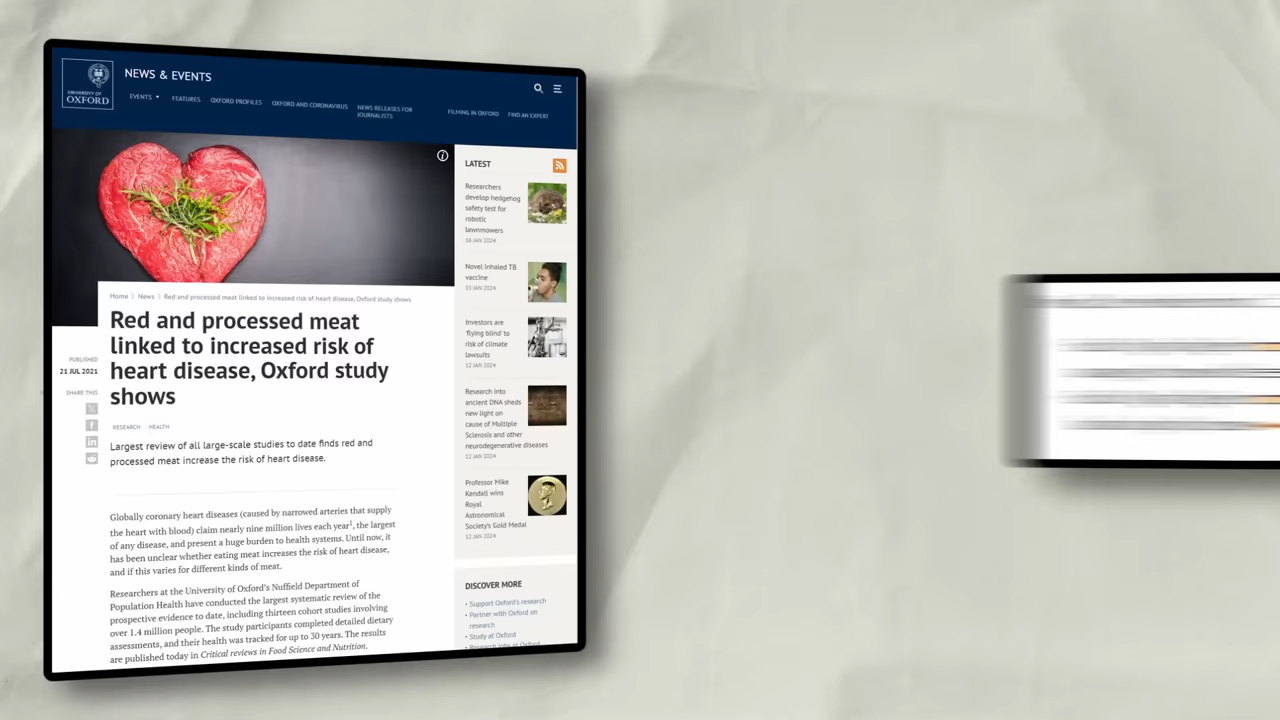 UNIVERSITY OF
OXFORD
NEWS & EVENTS
EVENTS
FEATURES
OXFORD PROFILES
OXFORD AND CORONAVIRUS
NEWS RELEASES FOR
JOURNALISTS
FILMING IN OXFORD
FIND AN EXPERT
Home > News > Red and processed meat linked to increased risk of heart disease, Oxford study shows
Red and processed meat
linked to increased risk of
heart disease, Oxford study
shows
PUBLISHED
21 JUL 2021
SHARE THIS
RESEARCH HEALTH
Largest review of all large-scale studies to date finds red and
processed meat increase the risk of heart disease.
Globally coronary heart diseases (caused by narrowed arteries that supply
the heart with blood) claim nearly nine million lives each year1, the largest
of any disease, and present a huge burden to health systems. Until now, it
has been unclear whether eating meat increases the risk of heart disease,
and if this varies for different kinds of meat.
Researchers at the University of Oxford's Nuffield Department of
Population Health have conducted the largest systematic review of the
prospective evidence to date, including thirteen cohort studies involving
over 1.4 million people. The study participants completed detailed dietary
assessments, and their health was tracked for up to 30 years. The results
are published today in Critical reviews in Food Science and Nutrition.
LATEST
Researchers
develop hedgehog
safety test for
robotic
lawnmowers
16 JAN 2024
Novel inhaled TB
vaccine
15 JAN 2024
Investors are
'flying blind' to
risk of climate
lawsuits
12 JAN 2024
Research into
ancient DNA sheds
new light on
cause of Multiple
Sclerosis and other
neurodegenerative diseases
12 JAN 2024
Professor Mike
Kendall wins
Royal
Astronomical
Society's Gold Medal
12 JAN 2024
DISCOVER MORE
• Support Oxford's research
• Partner with Oxford on
research
• Study at Oxford
• Research jobs at Oxford